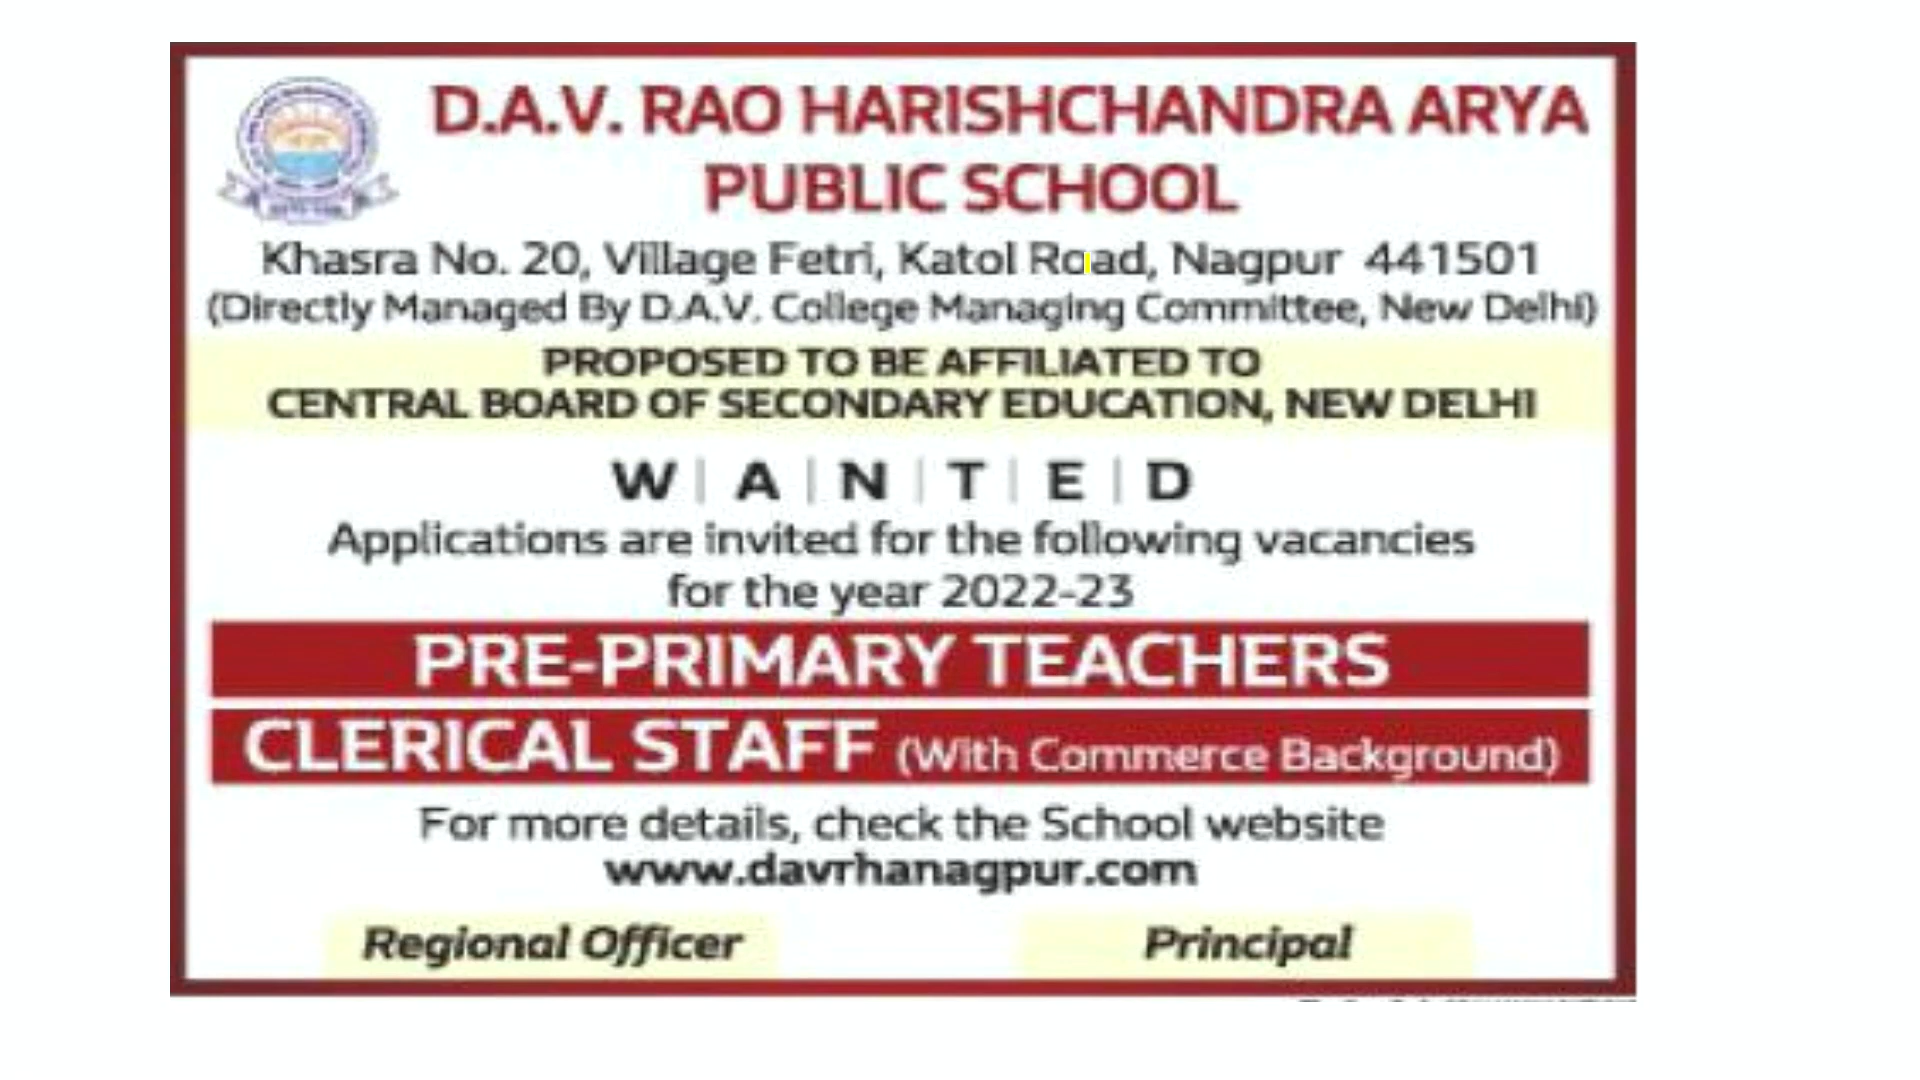 D.A.V. RAO HARISHCHANDRA ARYA
PUBLIC SCHOOL
Khasra No. 20, Village Fetri, Katol Road, Nagpur 441501
(Directly Managed By D.A.V. College Managing Committee, New Delhi)
PROPOSED TO BE AFFILIATED TO
CENTRAL BOARD OF SECONDARY EDUCATION, NEW DELHI
W | A | N | T | E | D
Applications are invited for the following vacancies
for the year 2022-23
PRE-PRIMARY TEACHERS
CLERICAL STAFF (With Commerce Background)
For more details, check the School website
www.davrhanagpur.com
Regional Officer
Principal